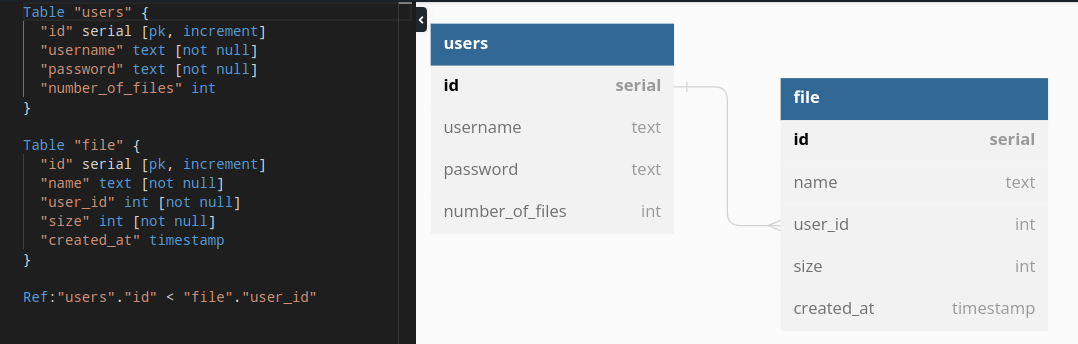 Table "users" {
"id" serial [pk, increment]
"username" text [not null]
"password" text [not null]
"number_of_files" int
}
Table "file" {
"id" serial [pk, increment]
"name" text [not null]
"user_id" int [not null]
"size" int [not null]
"created_at" timestamp
}
Ref:"users"."id" < "file"."user_id"
users
id serial
username text
password text
number_of_files int
file
id serial
name text
user_id int
size int
created_at timestamp